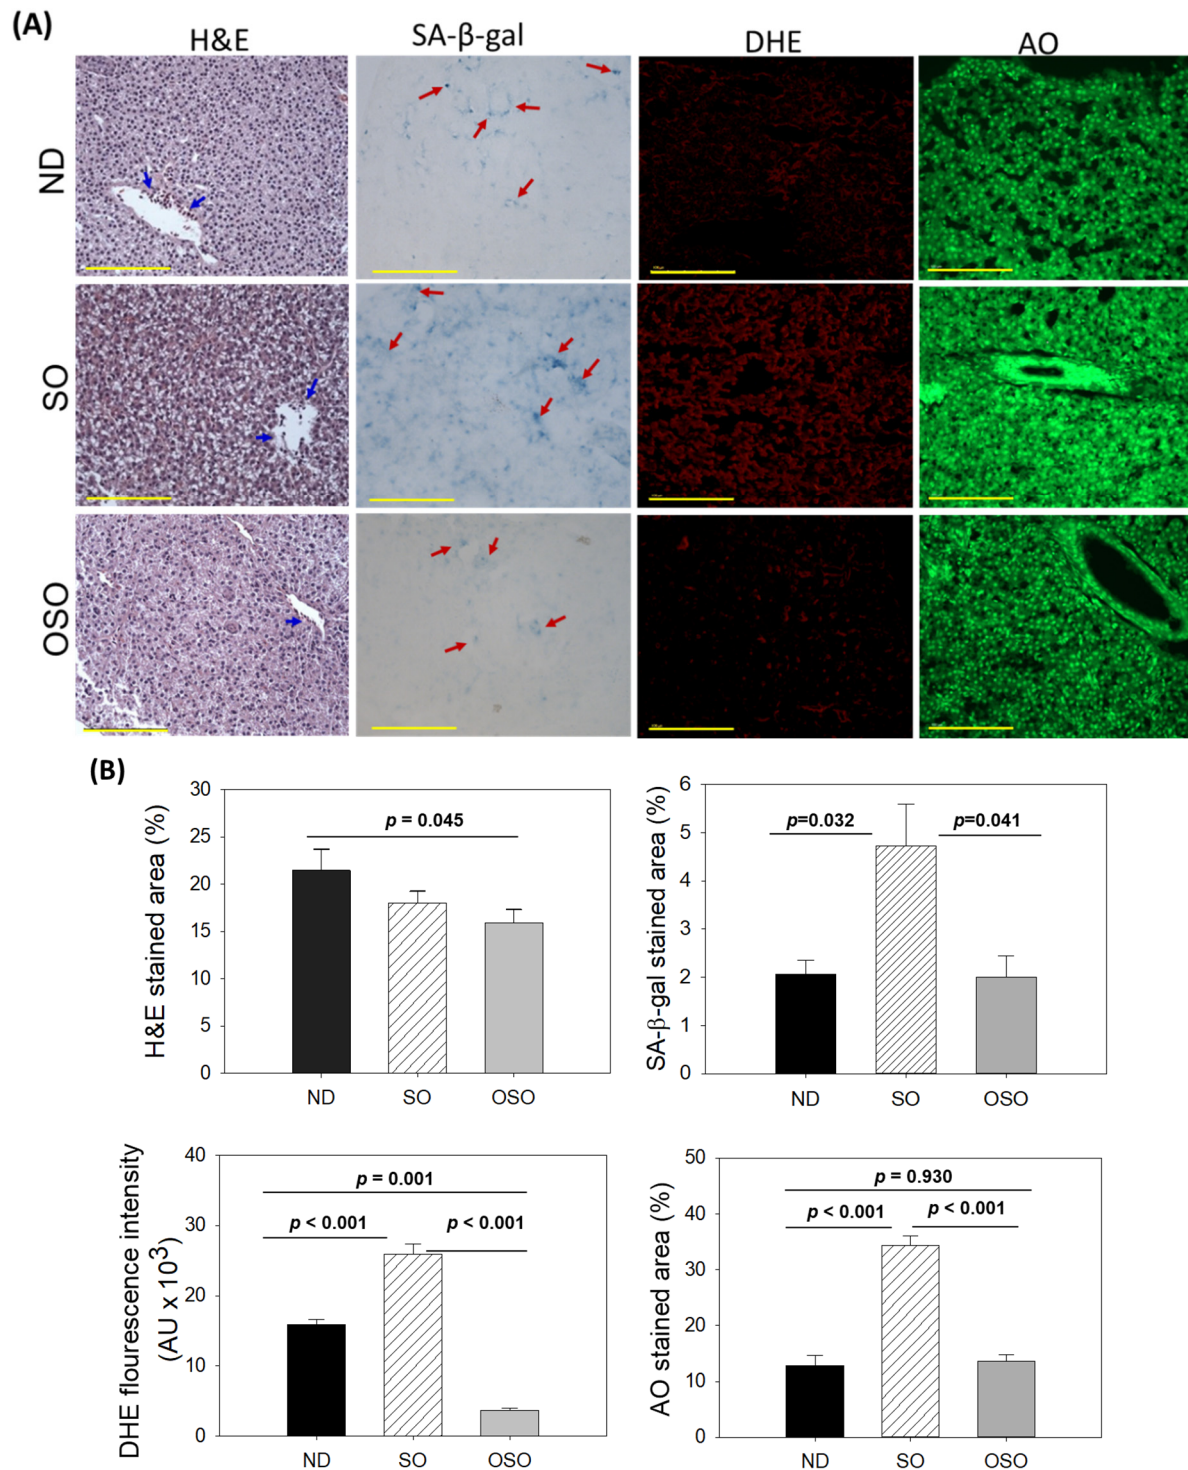 (A)
H&E SA-β-gal DHE AO
ND
SO
OSO
(B)
H&E stained area (%)
30
25
20
15
10
5
0
p = 0.045
ND SO OSO
SA-β-gal stained area (%)
6
5
4
3
2
1
0
p=0.032 p=0.041
ND SO OSO
DHE flourescence intensity
(AU x 10³)
40
30
20
10
0
p = 0.001
p < 0.001 p < 0.001
ND SO OSO
AO stained area (%)
50
40
30
20
10
0
p = 0.930
p < 0.001 p < 0.001
ND SO OSO